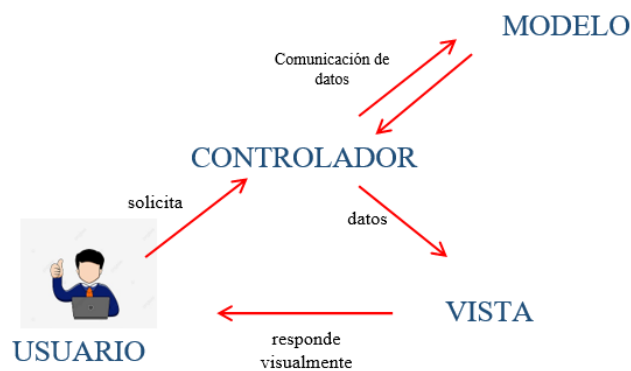 MODELO
Comunicación de
datos
CONTROLADOR
solicita
datos
VISTA
responde
visualmente
USUARIO